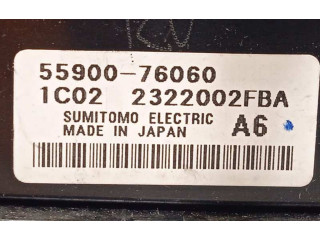 55900-76060
1C02 2322002FBA
SUMITOMO ELECTRIC
MADE IN JAPAN A6